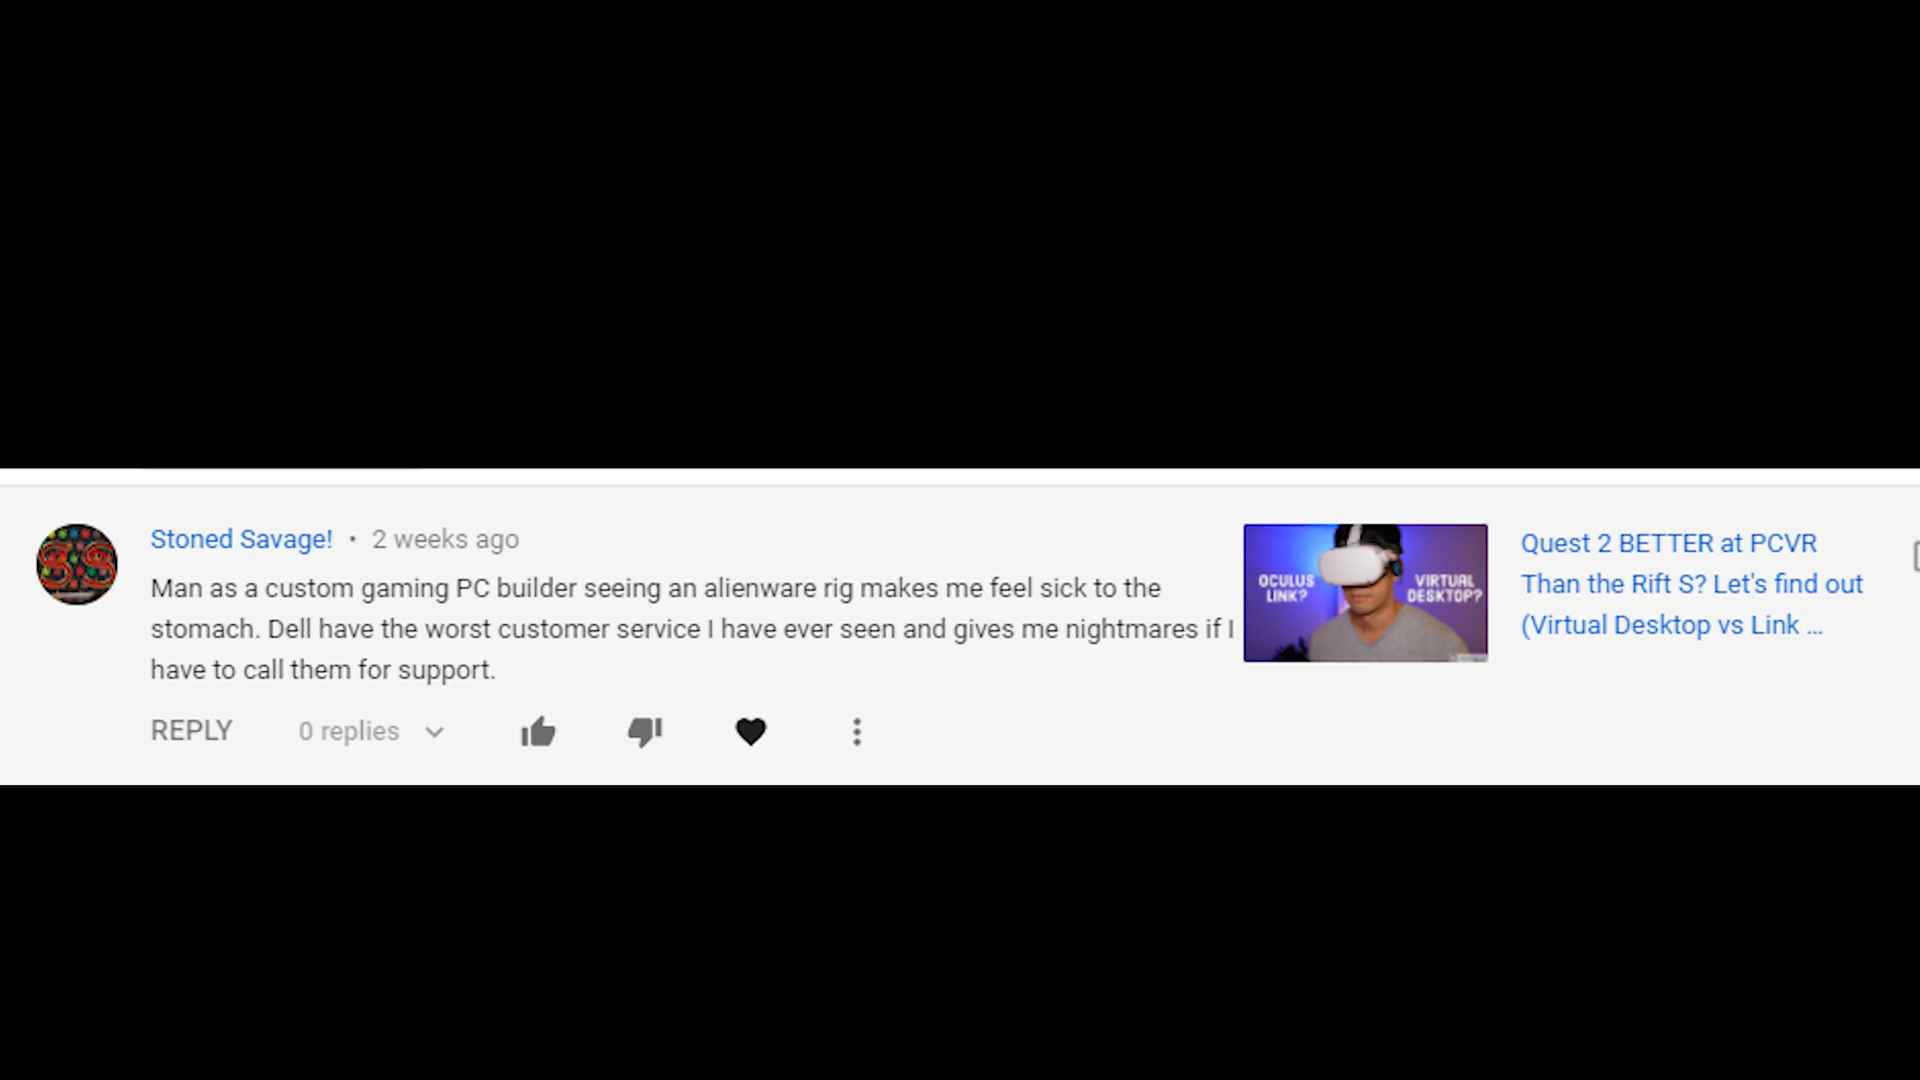 Stoned Savage! • 2 weeks ago
Man as a custom gaming PC builder seeing an alienware rig makes me feel sick to the
stomach. Dell have the worst customer service I have ever seen and gives me nightmares if I
have to call them for support.
REPLY 0 replies
OCULUS
LINK?
VIRTUAL
DESKTOP?
Quest 2 BETTER at PCVR
Than the Rift S? Let's find out
(Virtual Desktop vs Link ...